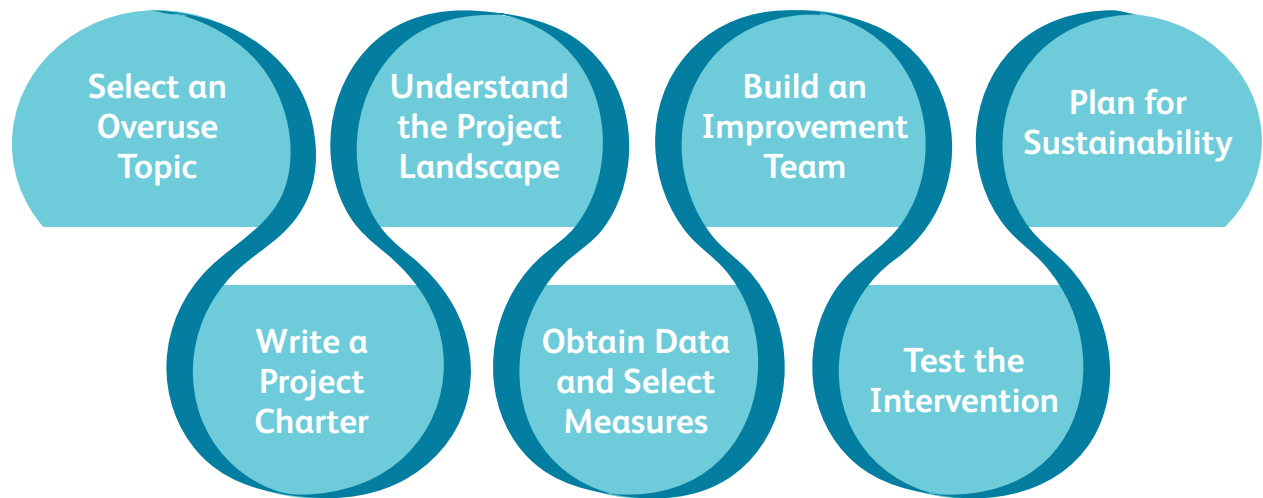 Select an
Overuse
Topic
Write a
Project
Charter
Understand
the Project
Landscape
Obtain Data
and Select
Measures
Build an
Improvement
Team
Test the
Intervention
Plan for
Sustainability